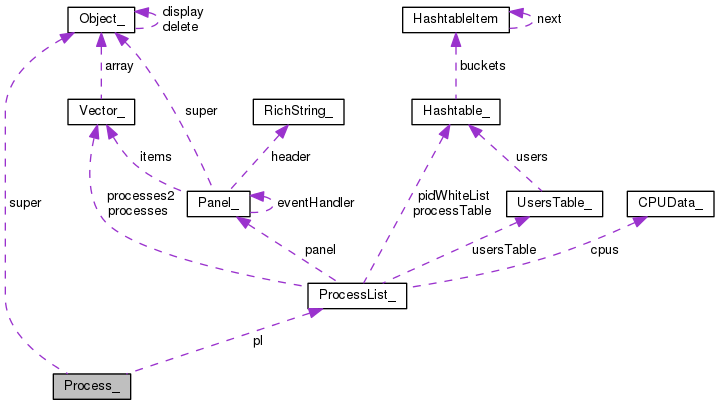 Object_
display
delete
HashtableItem
next
array
buckets
Vector_
super
RichString_
Hashtable_
items
header
users
super
processes2
processes
Panel_
eventHandler
pidWhiteList
processTable
UsersTable_
CPUData_
panel
usersTable
cpus
ProcessList_
pl
Process_